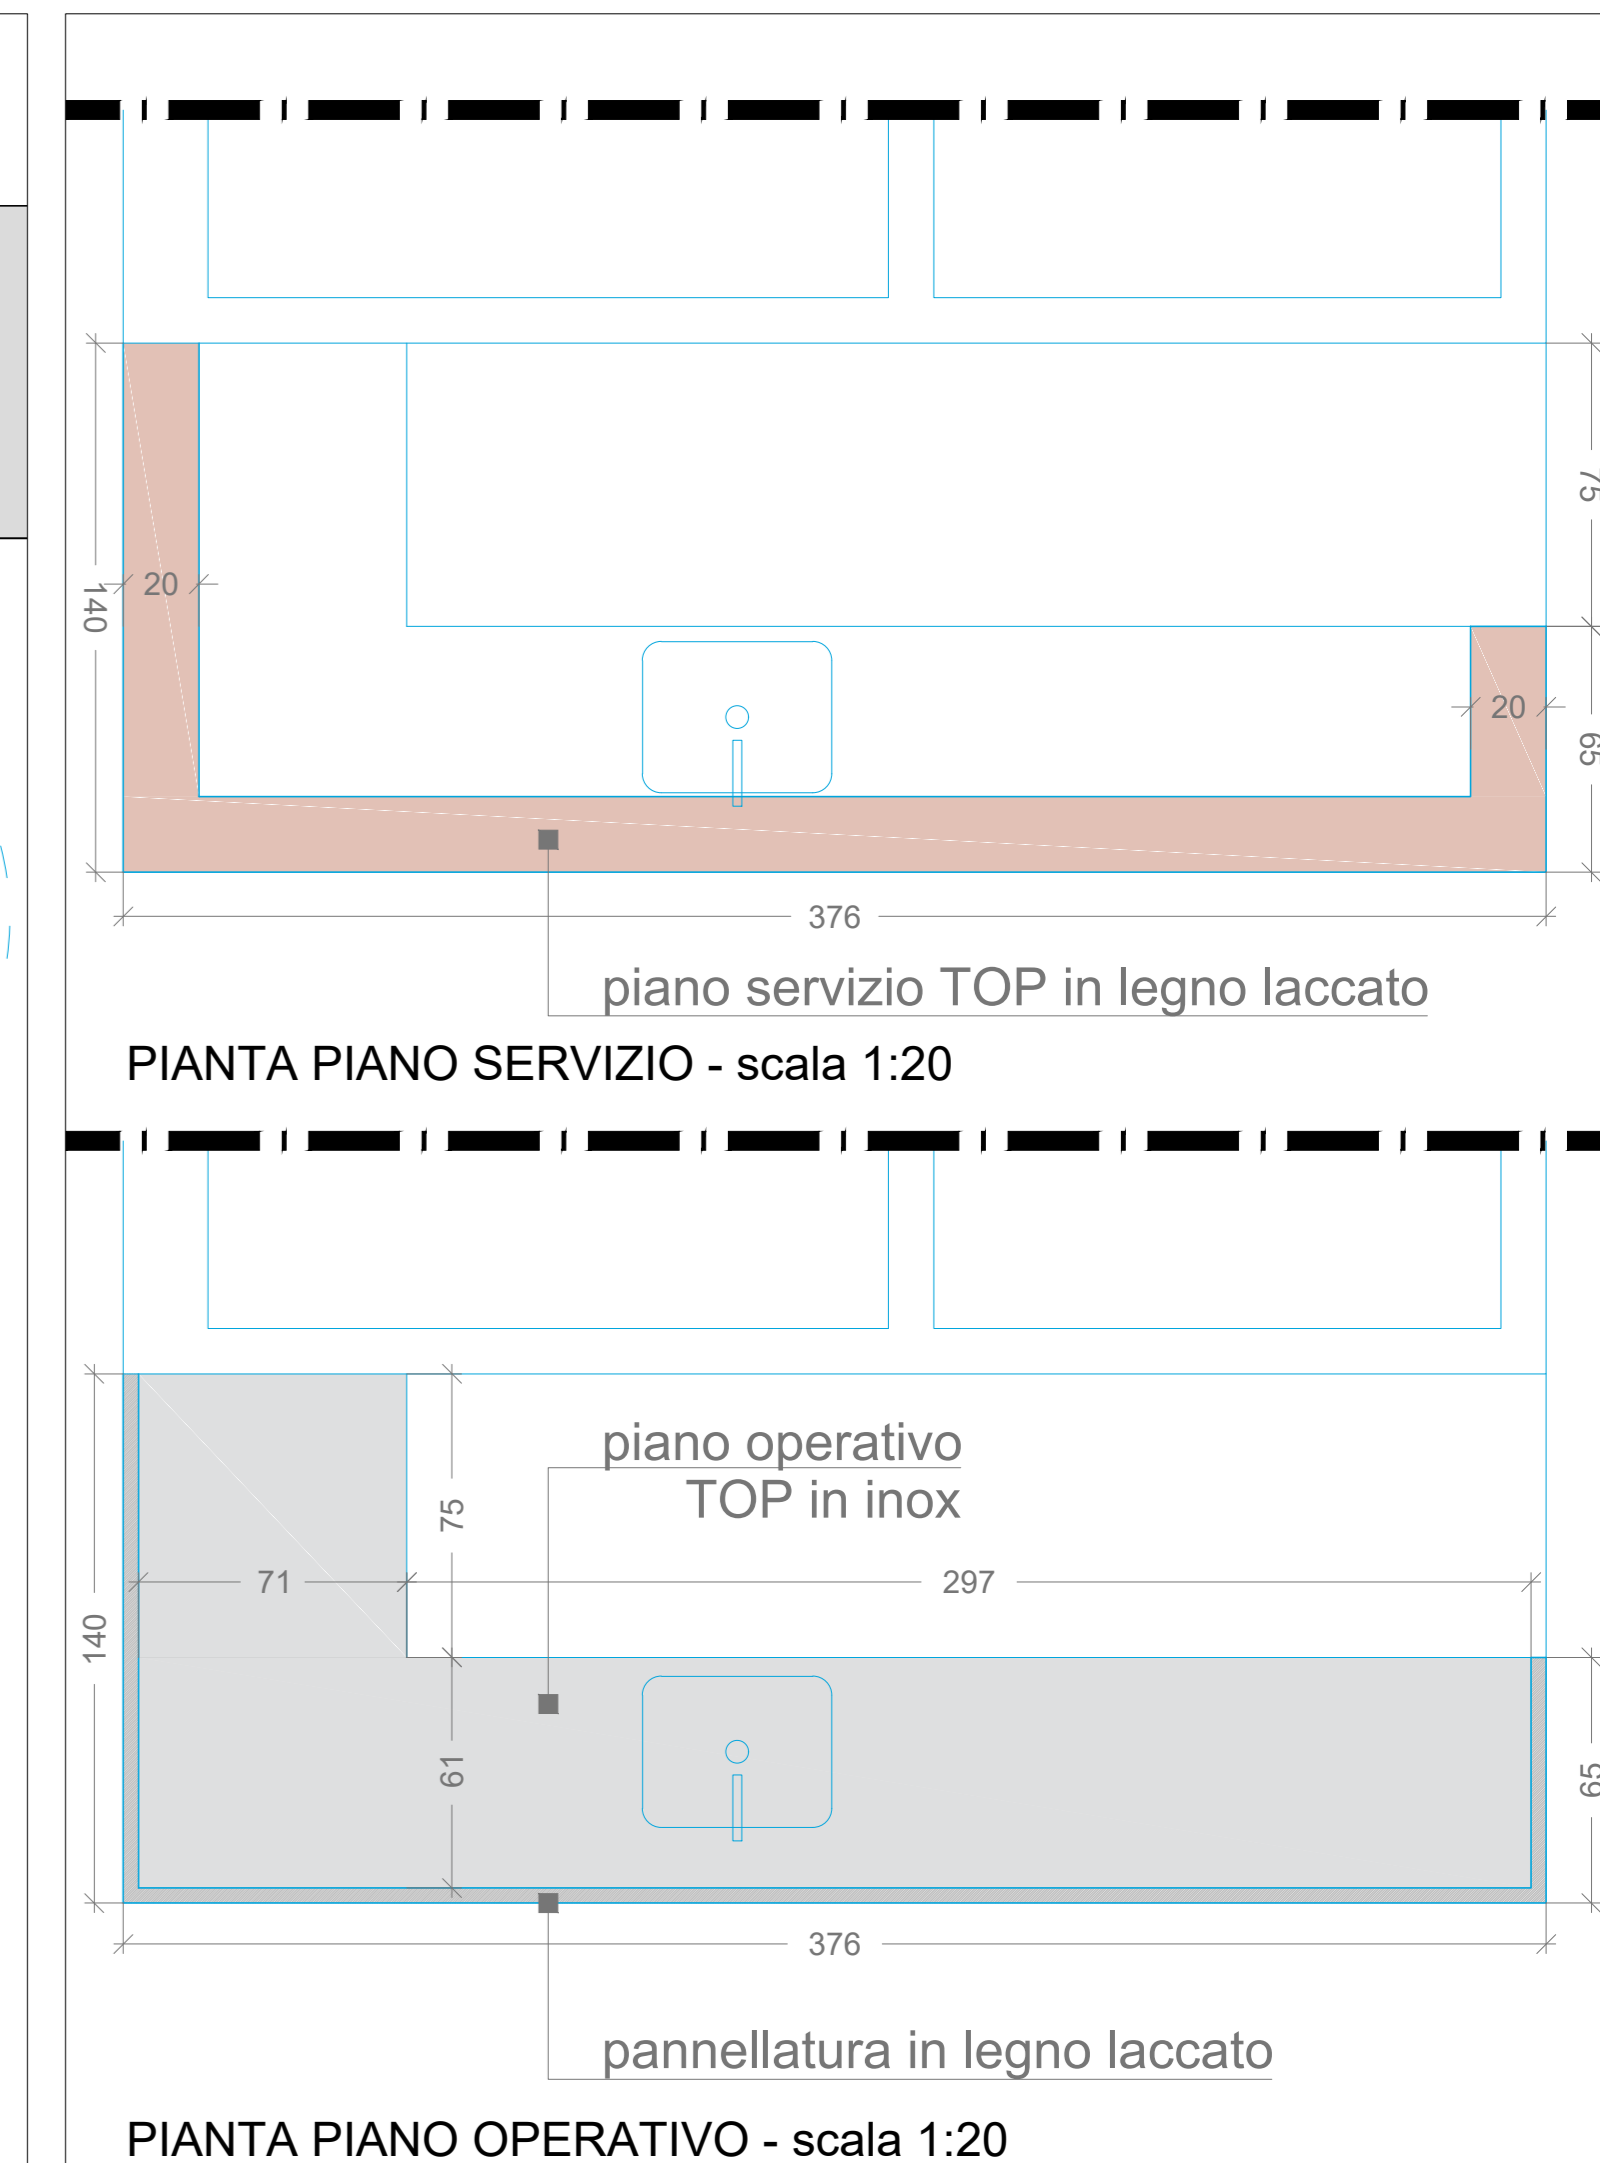 75
20
140
20
65
376
piano servizio TOP in legno laccato
PIANTA PIANO SERVIZIO - scala 1:20
piano operativo
TOP in inox
75
71
297
140
61
65
376
pannellatura in legno laccato
PIANTA PIANO OPERATIVO - scala 1:20